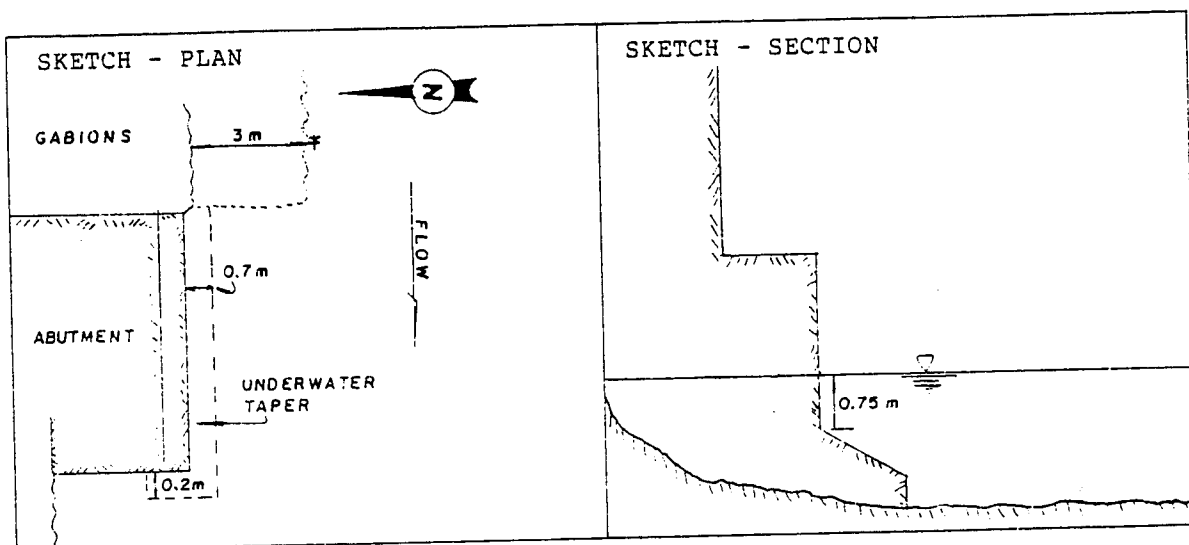 SKETCH - PLAN
N
GABIONS
3 m
FLOW
0.7 m
ABUTMENT
UNDERWATER
TAPER
0.2m
SKETCH - SECTION
0.75 m